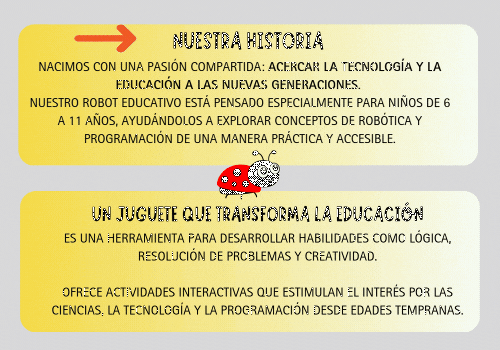 NUESTRA HISTORIA
NACIMOS CON UNA PASIÓN COMPARTIDA: ACERCAR LA TECNOLOGÍA Y LA
EDUCACIÓN A LAS NUEVAS GENERACIONES.
NUESTRO ROBOT EDUCATIVO ESTÁ PENSADO ESPECIALMENTE PARA NIÑOS DE 6
A 11 AÑOS, AYUDÁNDOLOS A EXPLORAR CONCEPTOS DE ROBÓTICA Y
PROGRAMACIÓN DE UNA MANERA PRÁCTICA Y ACCESIBLE.
UN JUGUETE QUE TRANSFORMA LA EDUCACIÓN
ES UNA HERRAMIENTA PARA DESARROLLAR HABILIDADES COMO LÓGICA,
RESOLUCIÓN DE PROBLEMAS Y CREATIVIDAD.
OFRECE ACTIVIDADES INTERACTIVAS QUE ESTIMULAN EL INTERÉS POR LAS
CIENCIAS, LA TECNOLOGÍA Y LA PROGRAMACIÓN DESDE EDADES TEMPRANAS.